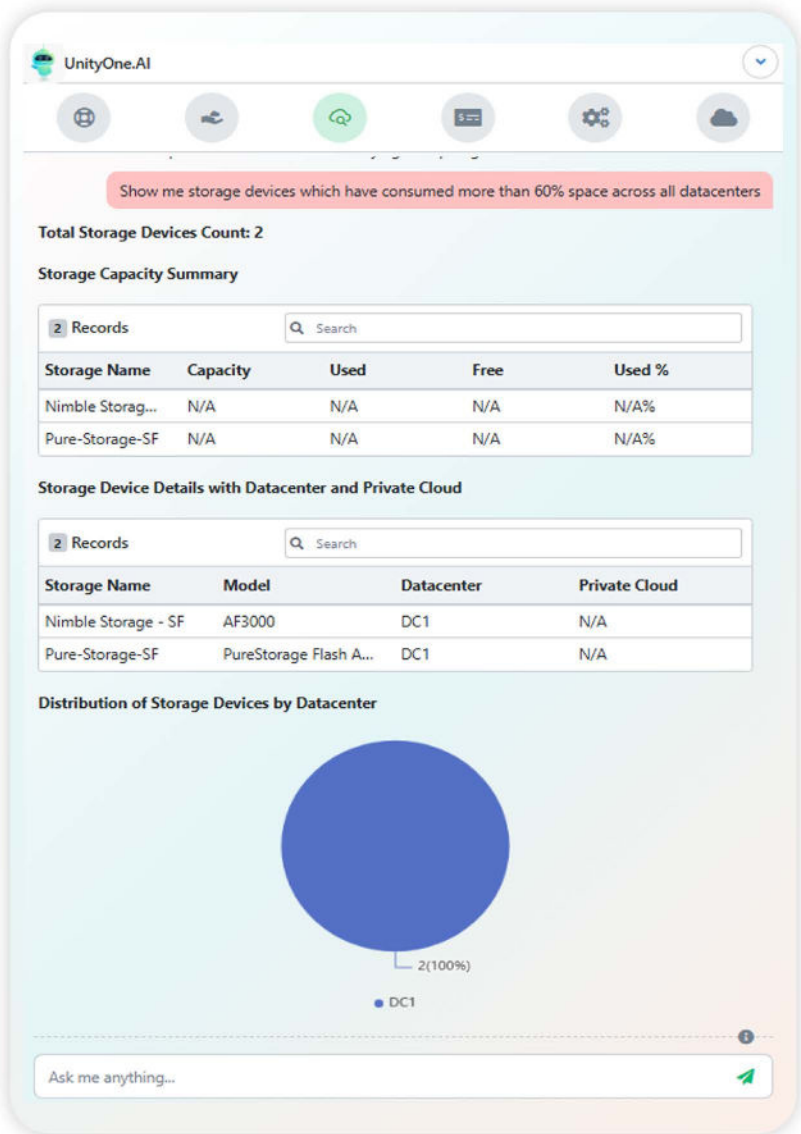 UnityOne.AI
Show me storage devices which have consumed more than 60% space across all datacenters
Total Storage Devices Count: 2
Storage Capacity Summary
2 Records Search
Storage Name Capacity Used Free Used %
Nimble Storag... N/A N/A N/A N/A%
Pure-Storage-SF N/A N/A N/A N/A%
Storage Device Details with Datacenter and Private Cloud
2 Records Search
Storage Name Model Datacenter Private Cloud
Nimble Storage - SF AF3000 DC1 N/A
Pure-Storage-SF PureStorage Flash A... DC1 N/A
Distribution of Storage Devices by Datacenter
2(100%)
DC1
Ask me anything...